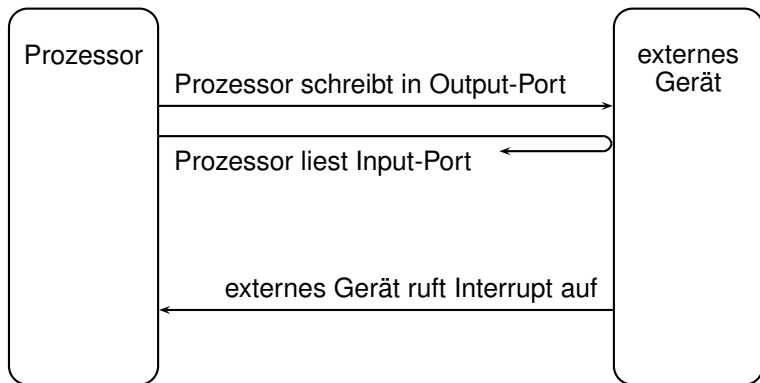 Prozessor
externes
Gerät
Prozessor schreibt in Output-Port
Prozessor liest Input-Port
externes Gerät ruft Interrupt auf